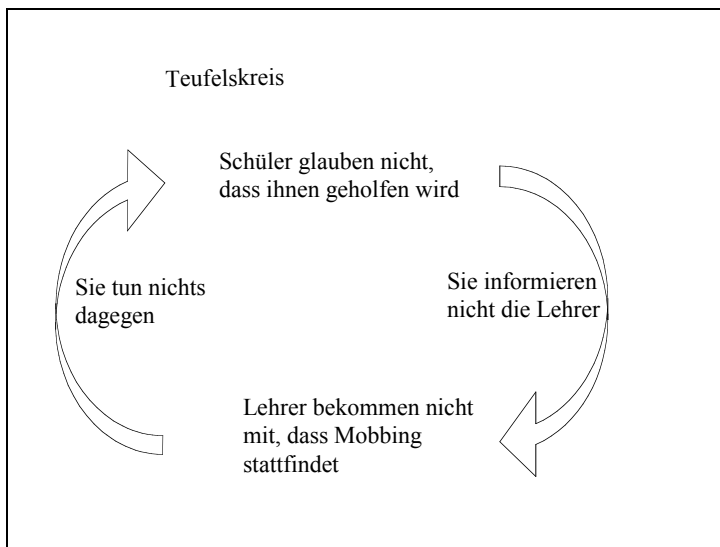 Teufelskreis
Schüler glauben nicht,
dass ihnen geholfen wird
Sie informieren
nicht die Lehrer
Lehrer bekommen nicht
mit, dass Mobbing
stattfindet
Sie tun nichts
dagegen